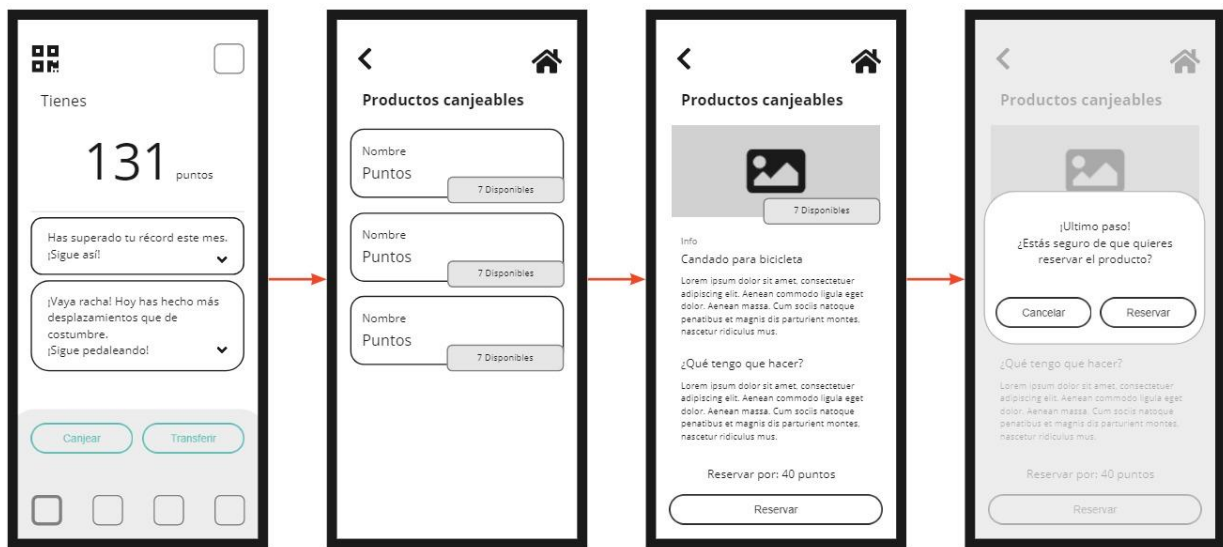 Tienes
131 puntos
Has superado tu récord este mes.
¡Sigue así!
¡Vaya racha! Hoy has hecho más
desplazamientos que de
costumbre.
¡Sigue pedaleando!
Canjear
Transferir
Productos canjeables
Nombre
Puntos
7 Disponibles
Nombre
Puntos
7 Disponibles
Nombre
Puntos
7 Disponibles
Productos canjeables
7 Disponibles
Info
Candado para bicicleta
Lorem ipsum dolor sit amet, consectetuer
adipiscing elit. Aenean commodo ligula eget
dolor. Aenean massa. Cum sociis natoque
penatibus et magnis dis parturient montes,
nascetur ridiculus mus.
¿Qué tengo que hacer?
Lorem ipsum dolor sit amet, consectetuer
adipiscing elit. Aenean commodo ligula eget
dolor. Aenean massa. Cum sociis natoque
penatibus et magnis dis parturient montes,
nascetur ridiculus mus.
Reservar por: 40 puntos
Reservar
Productos canjeables
¡Ultimo paso!
¿Estás seguro de que quieres
reservar el producto?
Cancelar
Reservar
¿Qué tengo que hacer?
Lorem ipsum dolor sit amet, consectetuer
adipiscing elit. Aenean commodo ligula eget
dolor. Aenean massa. Cum sociis natoque
penatibus et magnis dis parturient montes,
nascetur ridiculus mus.
Reservar por: 40 puntos
Reservar